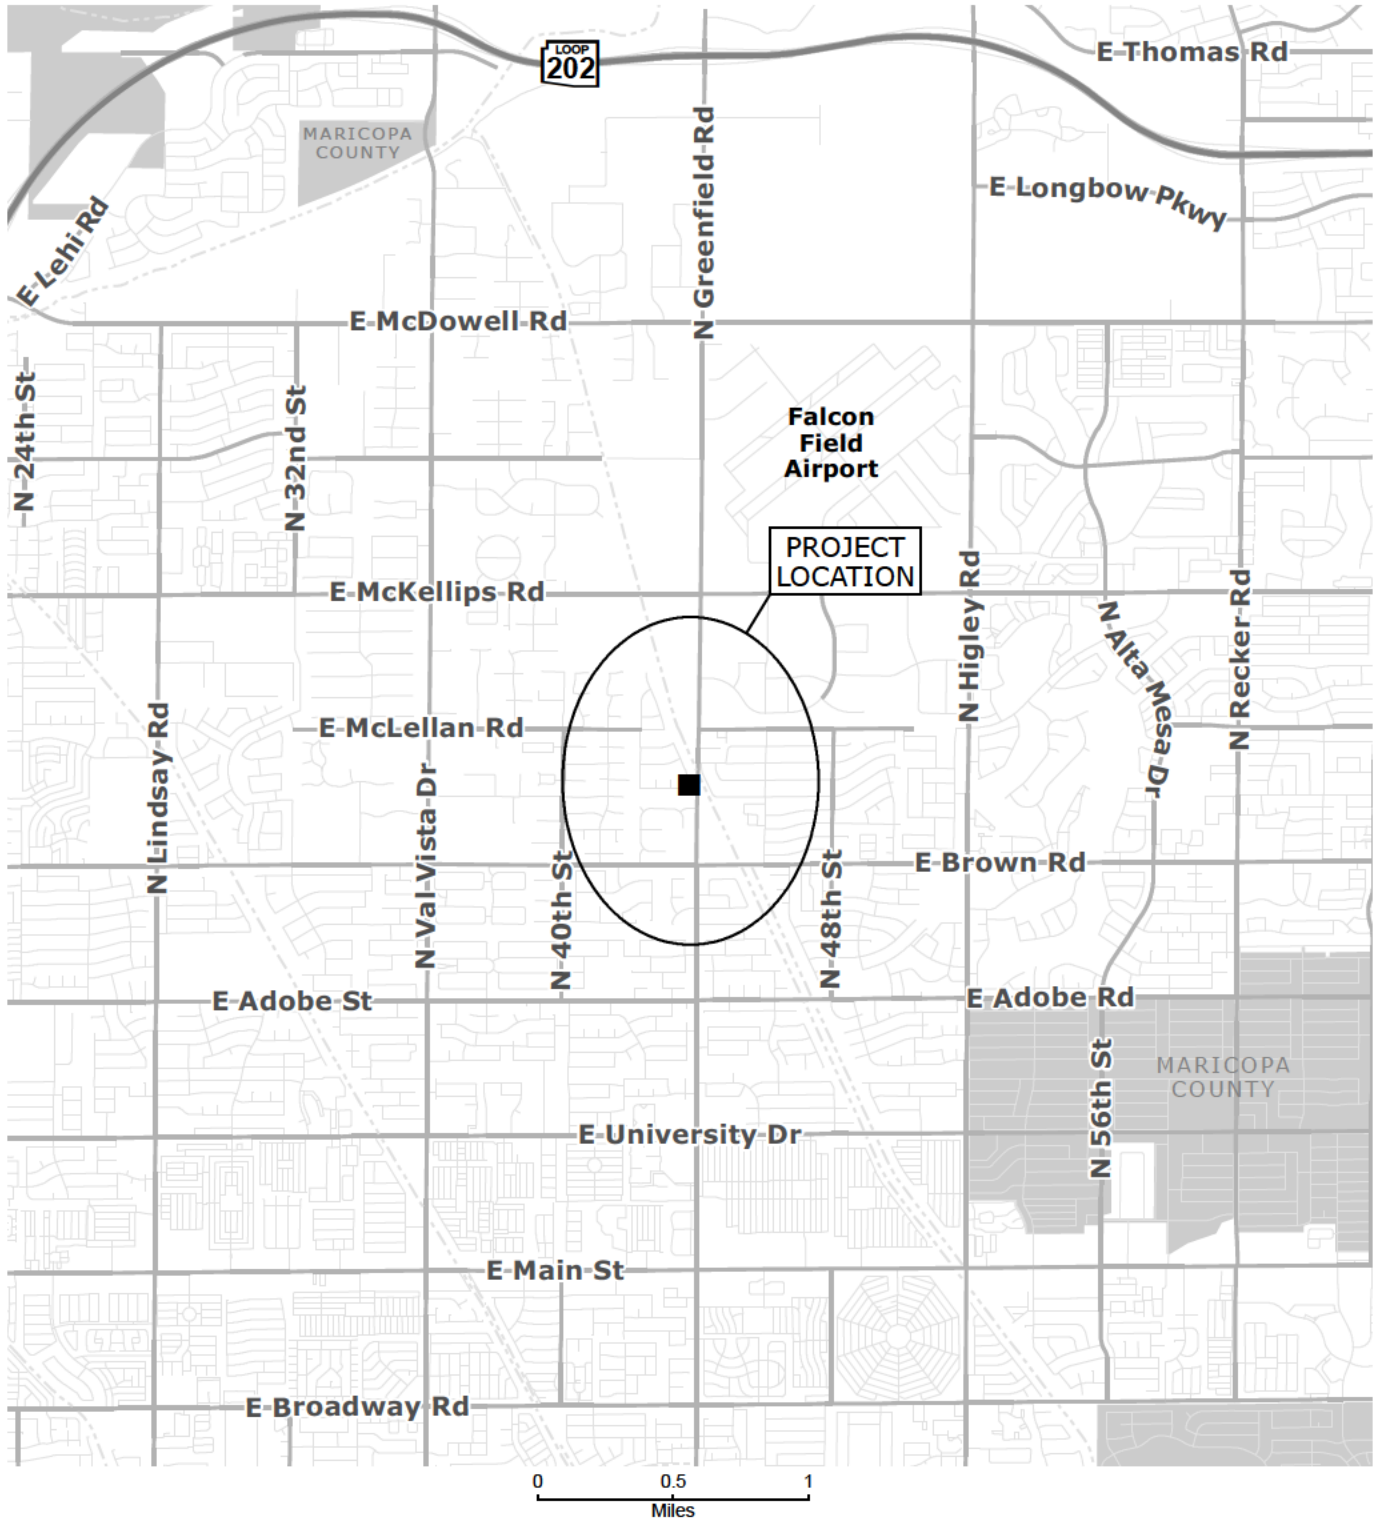 LOOP
202
E Thomas Rd
MARICOPA
COUNTY
N Greenfield Rd
E Longbow Pkwy
E Lehi Rd
E McDowell Rd
N 24th St
N 32nd St
Falcon
Field
Airport
PROJECT
LOCATION
E McKellips Rd
N Higley Rd
N Alta Mesa Dr
N Recker Rd
E McLellan Rd
N Lindsay Rd
N Val Vista Dr
N 40th St
N 48th St
E Brown Rd
E Adobe St
E Adobe Rd
MARICOPA
COUNTY
N 56th St
E University Dr
E Main St
E Broadway Rd
0 0.5 1
Miles